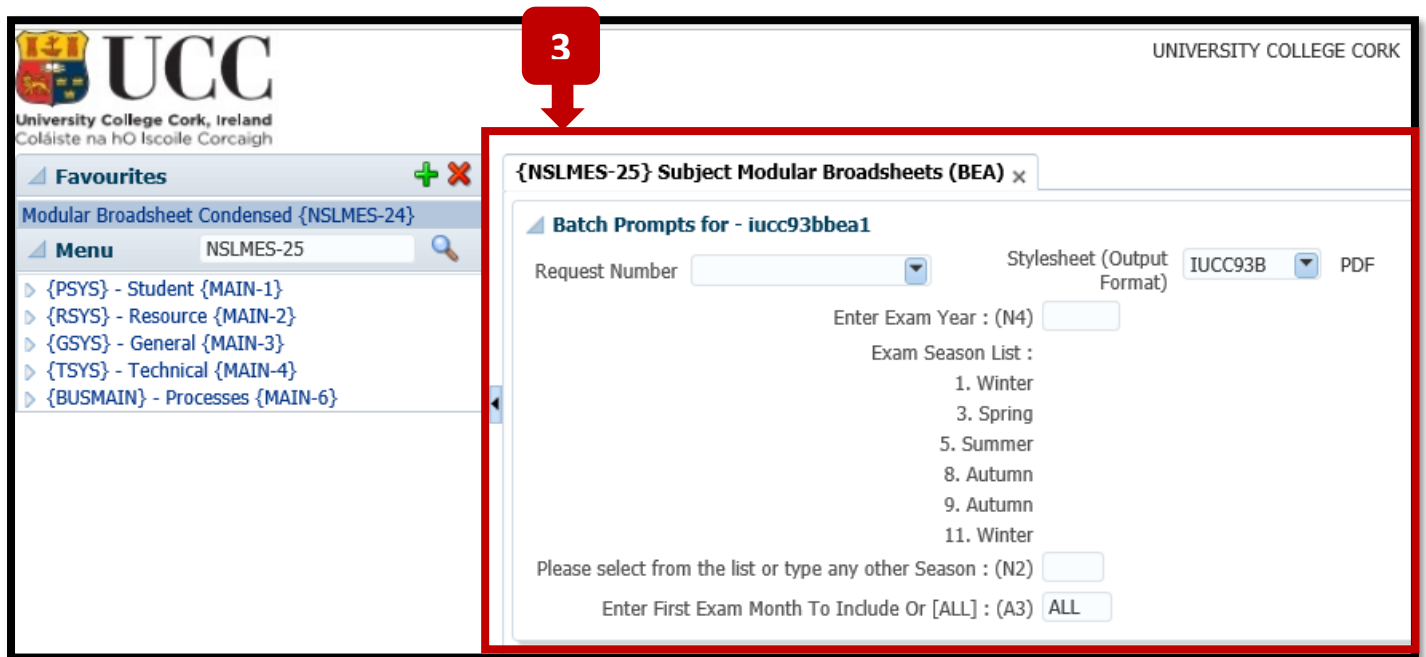 3
UCC
University College Cork, Ireland
Coláiste na hO Iscoile Corcaigh
UNIVERSITY COLLEGE CORK
Favourites
Modular Broadsheet Condensed {NSLMES-24}
Menu NSLMES-25
{PSYS} - Student {MAIN-1}
{RSYS} - Resource {MAIN-2}
{GSYS} - General {MAIN-3}
{TSYS} - Technical {MAIN-4}
{BUSMAIN} - Processes {MAIN-6}
{NSLMES-25} Subject Modular Broadsheets (BEA) x
Batch Prompts for - iucc93bbea1
Request Number
Stylesheet (Output
Format) IUCC93B PDF
Enter Exam Year : (N4)
Exam Season List :
1. Winter
3. Spring
5. Summer
8. Autumn
9. Autumn
11. Winter
Please select from the list or type any other Season : (N2)
Enter First Exam Month To Include Or [ALL] : (A3) ALL